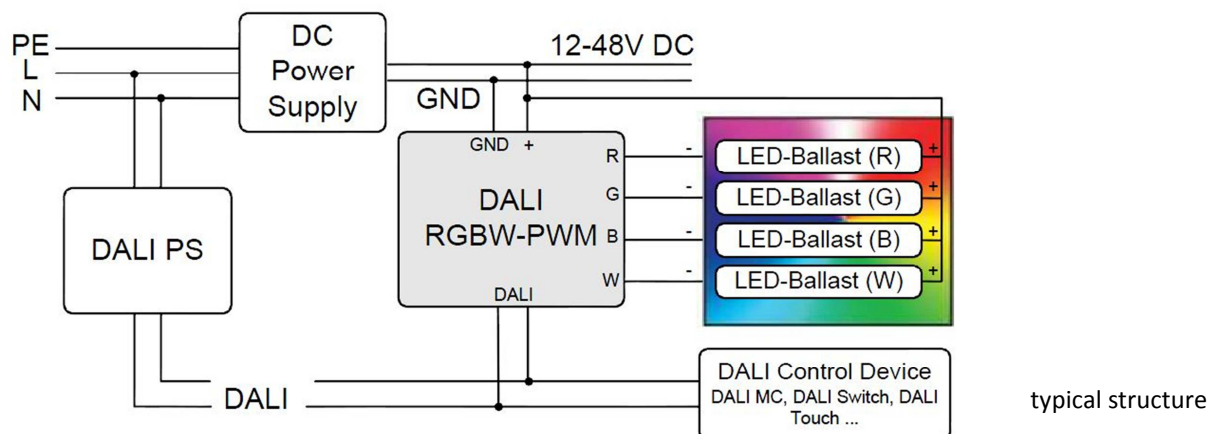 PE
L
N
DC
Power
Supply
12-48V DC
GND
GND +
R
G
B
W
DALI
RGBW-PWM
DALI
-
-
-
-
LED-Ballast (R)
+
LED-Ballast (G)
+
LED-Ballast (B)
+
LED-Ballast (W)
+
DALI PS
DALI
DALI Control Device
DALI MC, DALI Switch, DALI
Touch ...
typical structure